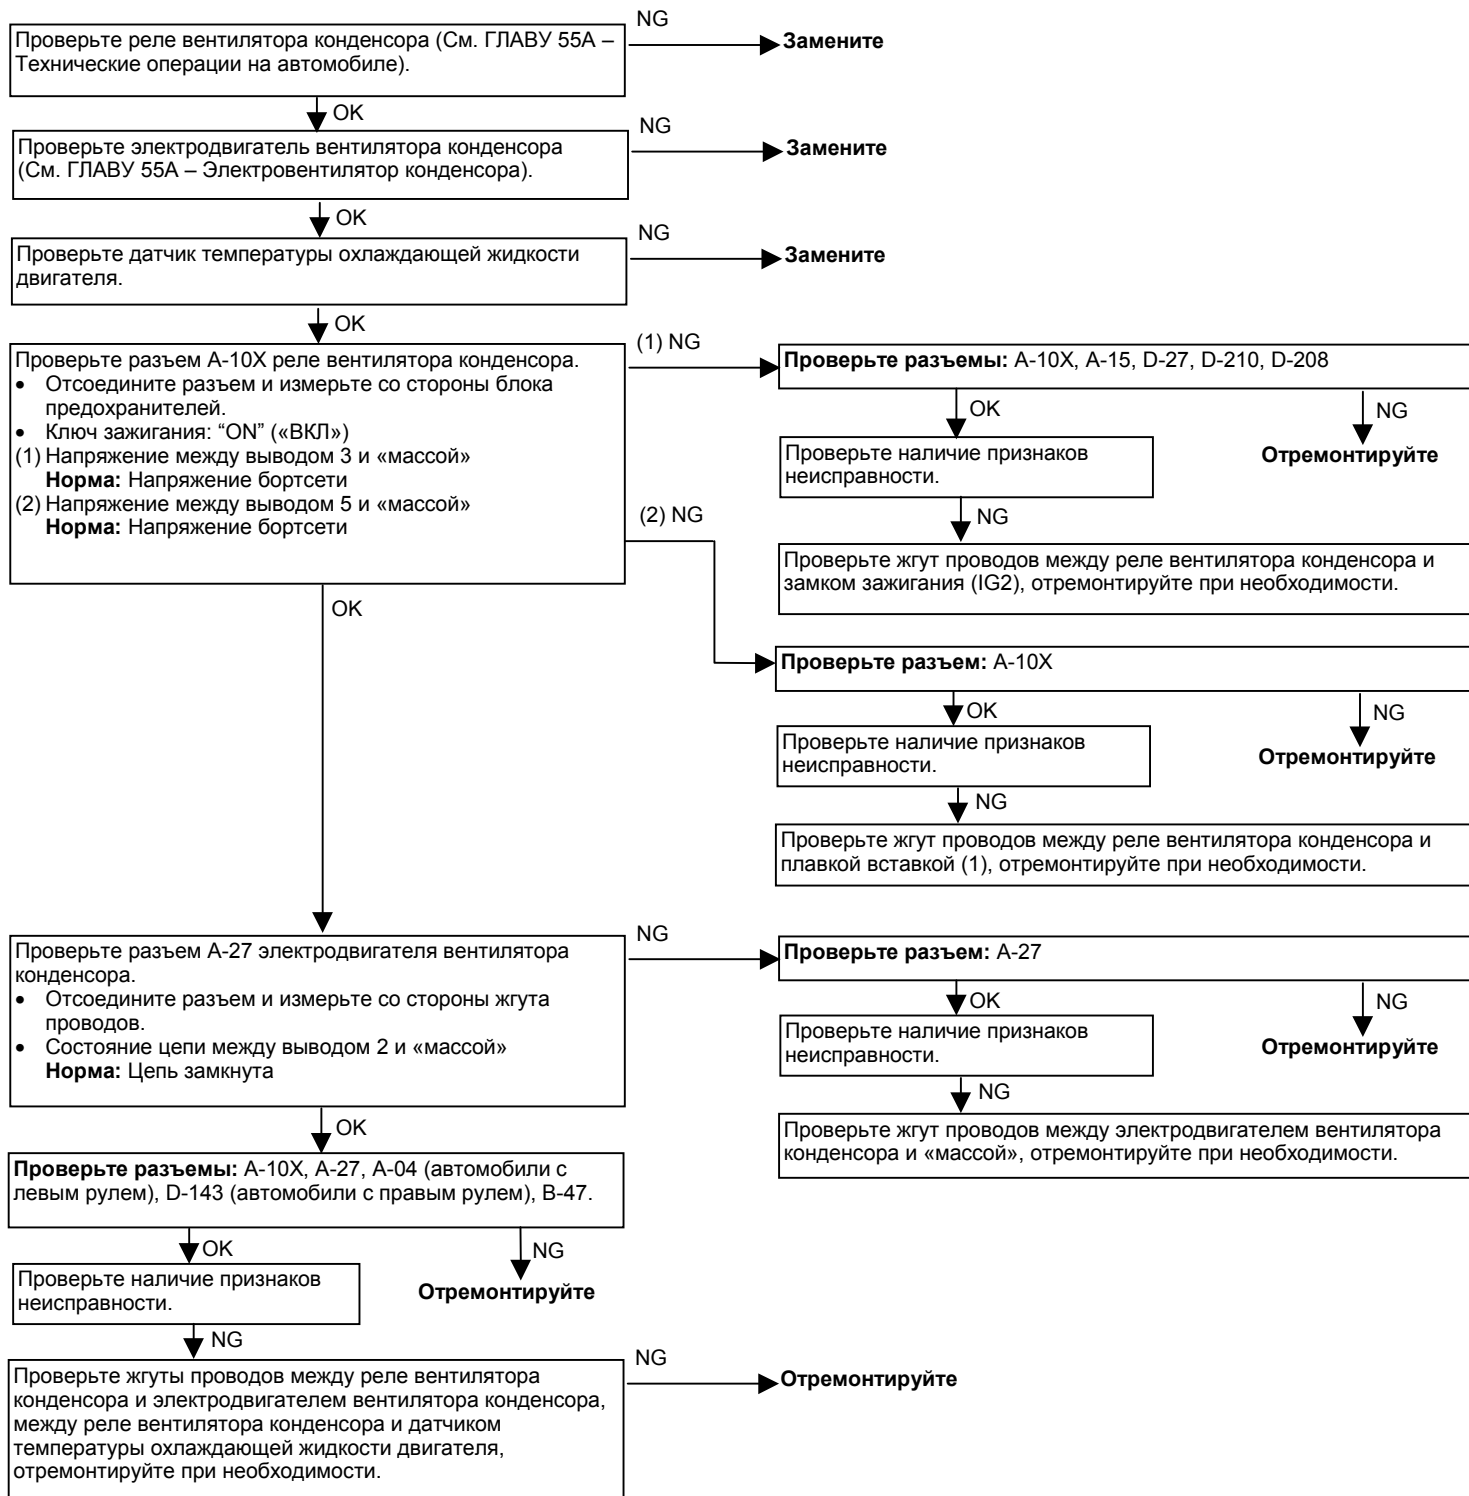 NG
Проверьте реле вентилятора конденсора (См. ГЛАВУ 55А –
Технические операции на автомобиле).
Замените
OK
NG
Проверьте электродвигатель вентилятора конденсора
(См. ГЛАВУ 55А – Электровентилятор конденсора).
Замените
OK
NG
Проверьте датчик температуры охлаждающей жидкости
двигателя.
Замените
OK
Проверьте разъем А-10Х реле вентилятора конденсора.
• Отсоедините разъем и измерьте со стороны блока
предохранителей.
• Ключ зажигания: “ON” («ВКЛ»)
(1) Напряжение между выводом 3 и «массой»
Норма: Напряжение бортсети
(2) Напряжение между выводом 5 и «массой»
Норма: Напряжение бортсети
(1) NG
Проверьте разъемы: А-10Х, А-15, D-27, D-210, D-208
OK
NG
Проверьте наличие признаков
неисправности.
Отремонтируйте
NG
Проверьте жгут проводов между реле вентилятора конденсора и
замком зажигания (IG2), отремонтируйте при необходимости.
(2) NG
Проверьте разъем: А-10Х
OK
NG
Проверьте наличие признаков
неисправности.
Отремонтируйте
NG
Проверьте жгут проводов между реле вентилятора конденсора и
плавкой вставкой (1), отремонтируйте при необходимости.
OK
Проверьте разъем А-27 электродвигателя вентилятора
конденсора.
• Отсоедините разъем и измерьте со стороны жгута
проводов.
• Состояние цепи между выводом 2 и «массой»
Норма: Цепь замкнута
NG
Проверьте разъем: А-27
OK
NG
Проверьте наличие признаков
неисправности.
Отремонтируйте
NG
Проверьте жгут проводов между электродвигателем вентилятора
конденсора и «массой», отремонтируйте при необходимости.
OK
Проверьте разъемы: А-10Х, А-27, А-04 (автомобили с
левым рулем), D-143 (автомобили с правым рулем), В-47.
OK
NG
Проверьте наличие признаков
неисправности.
Отремонтируйте
NG
Проверьте жгуты проводов между реле вентилятора
конденсора и электродвигателем вентилятора конденсора,
между реле вентилятора конденсора и датчиком
температуры охлаждающей жидкости двигателя,
отремонтируйте при необходимости.
NG
Отремонтируйте